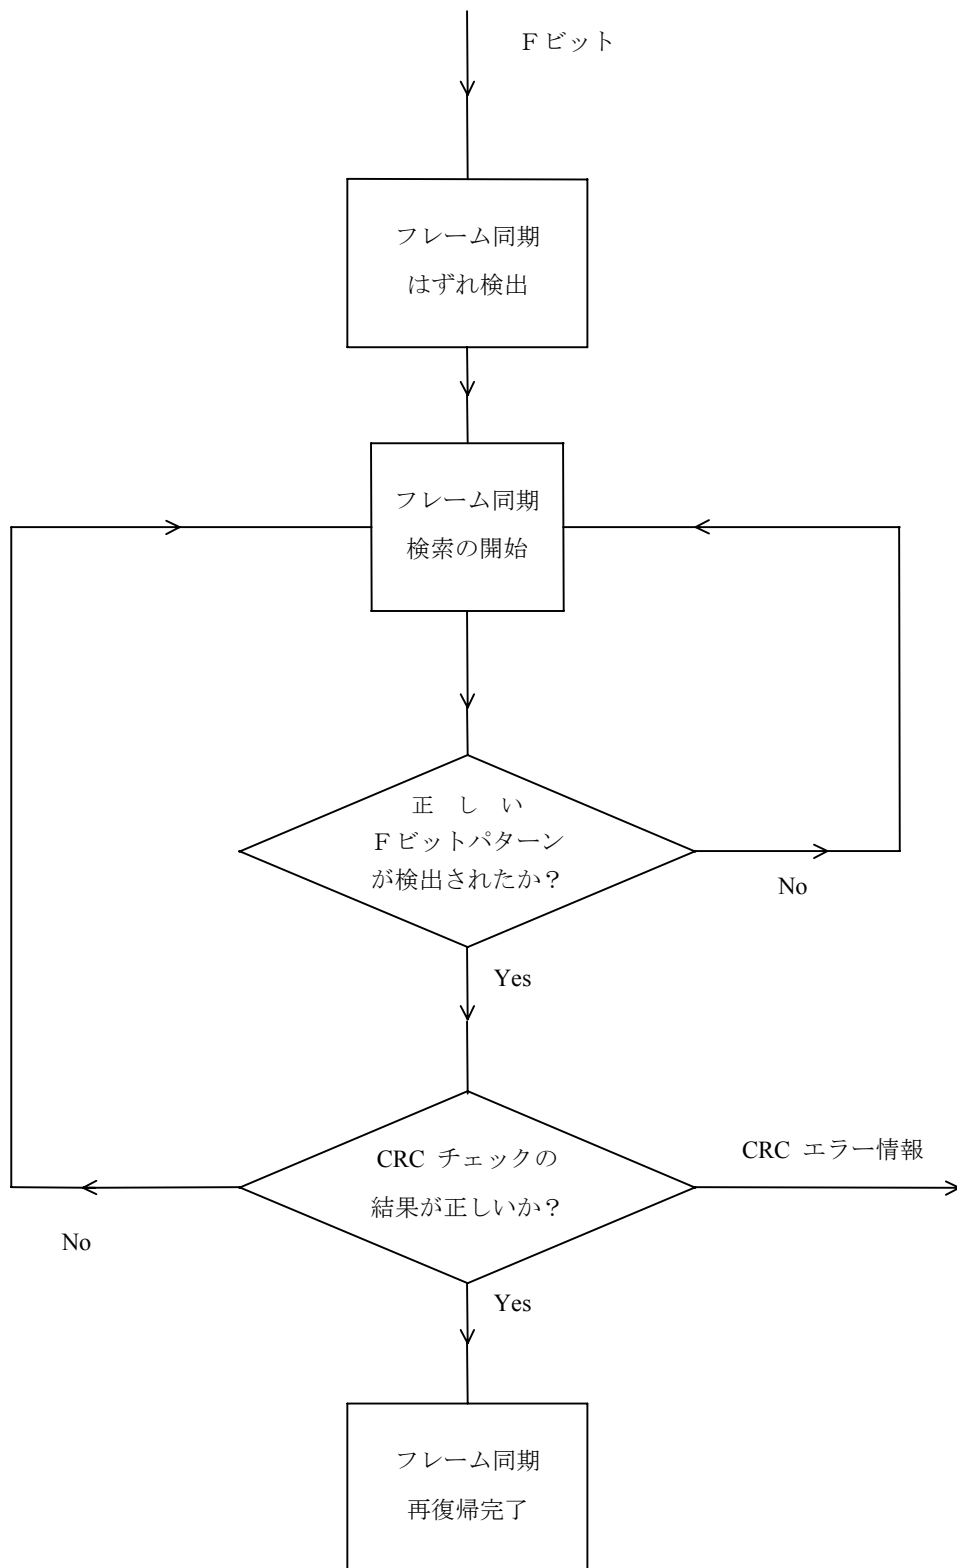 Ｆビット
フレーム同期
はずれ検出
フレーム同期
検索の開始
正　し　い
Ｆビットパターン
が検出されたか？
No
Yes
CRC チェックの
結果が正しいか？
CRC エラー情報
No
Yes
フレーム同期
再復帰完了